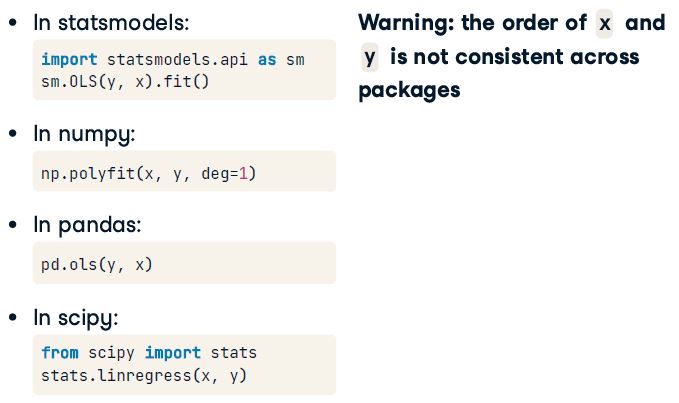 • In statsmodels:
import statsmodels.api as sm
sm.OLS(y, x).fit()
• In numpy:
np.polyfit(x, y, deg=1)
• In pandas:
pd.ols(y, x)
• In scipy:
from scipy import stats
stats.linregress(x, y)
Warning: the order of x and
y is not consistent across
packages